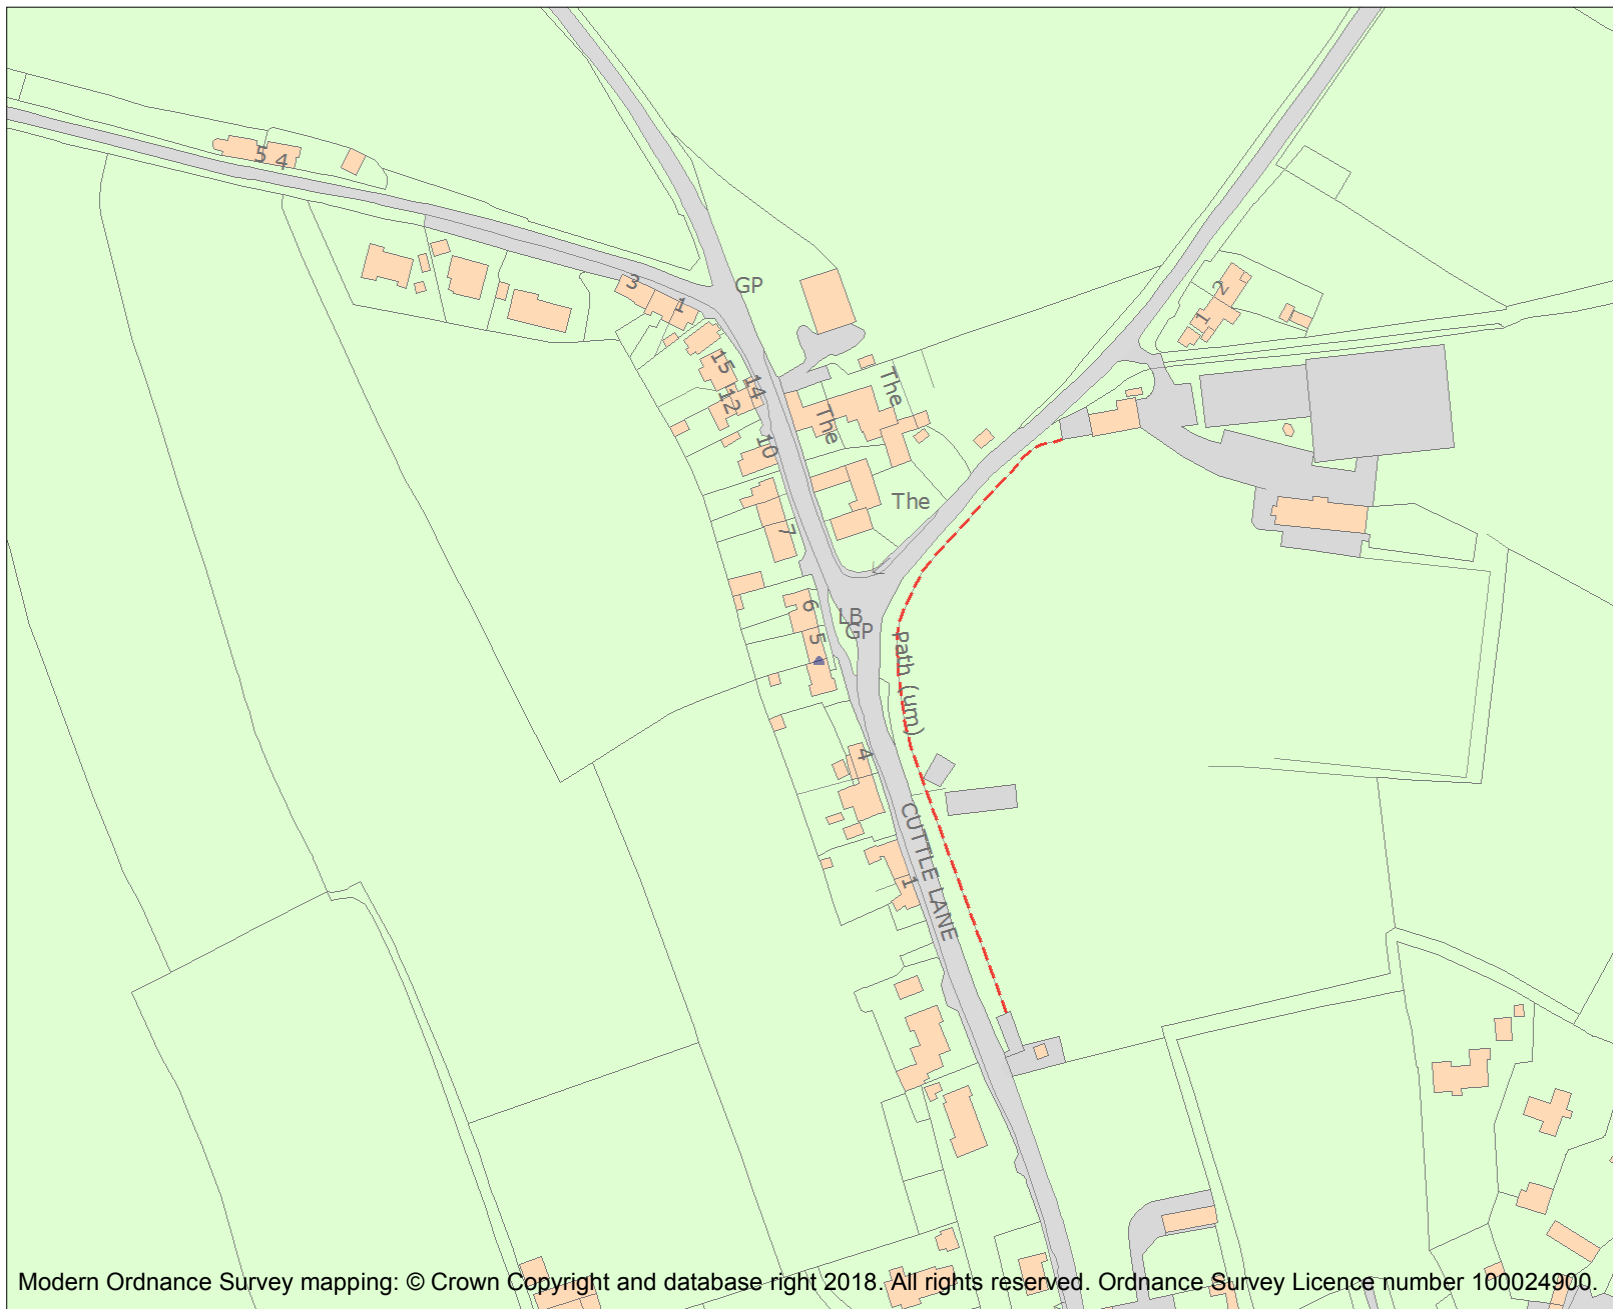 5 4
3
1
GP
2
1
15
14
12
The
The
10
The
7
6
LB
GP
5
Path (um)
4
CUTTLE LANE
1
Modern Ordnance Survey mapping: © Crown Copyright and database right 2018. All rights reserved. Ordnance Survey Licence number 100024900.